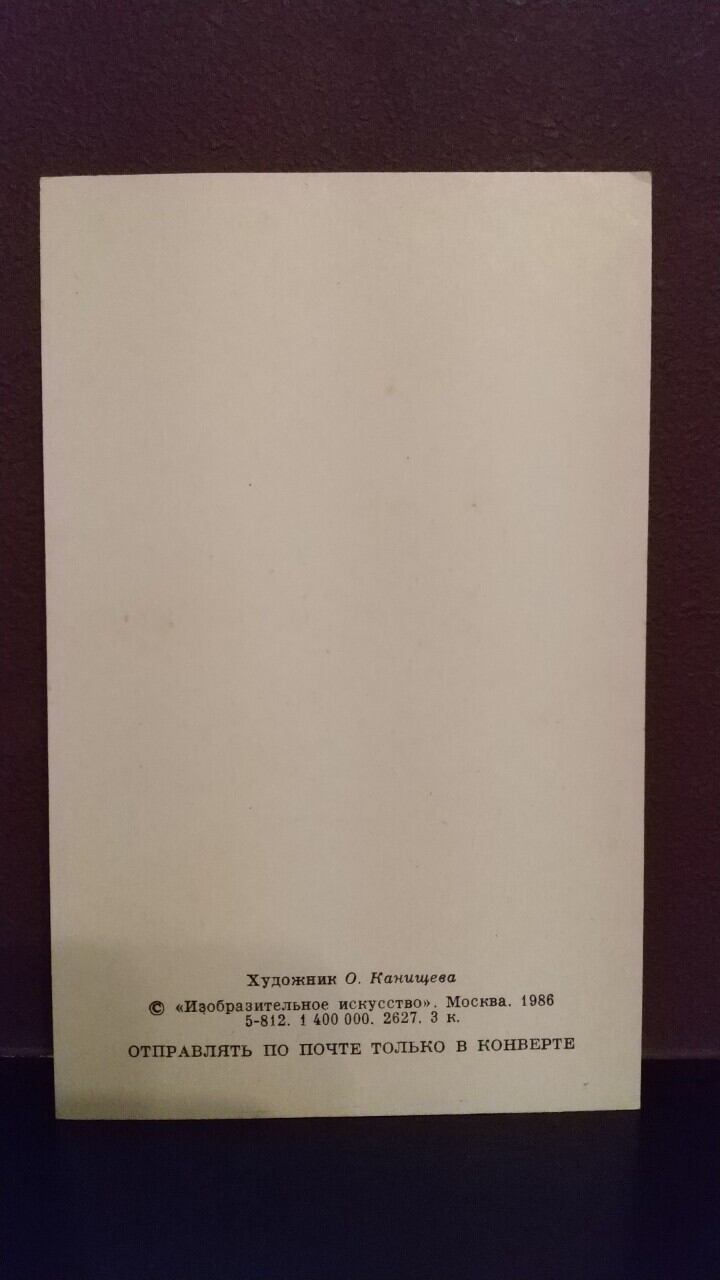 Художник О. Канищева
© «Изобразительное искусство». Москва. 1986
5-812. 1 400 000. 2627. 3 к.
ОТПРАВЛЯТЬ ПО ПОЧТЕ ТОЛЬКО В КОНВЕРТЕ